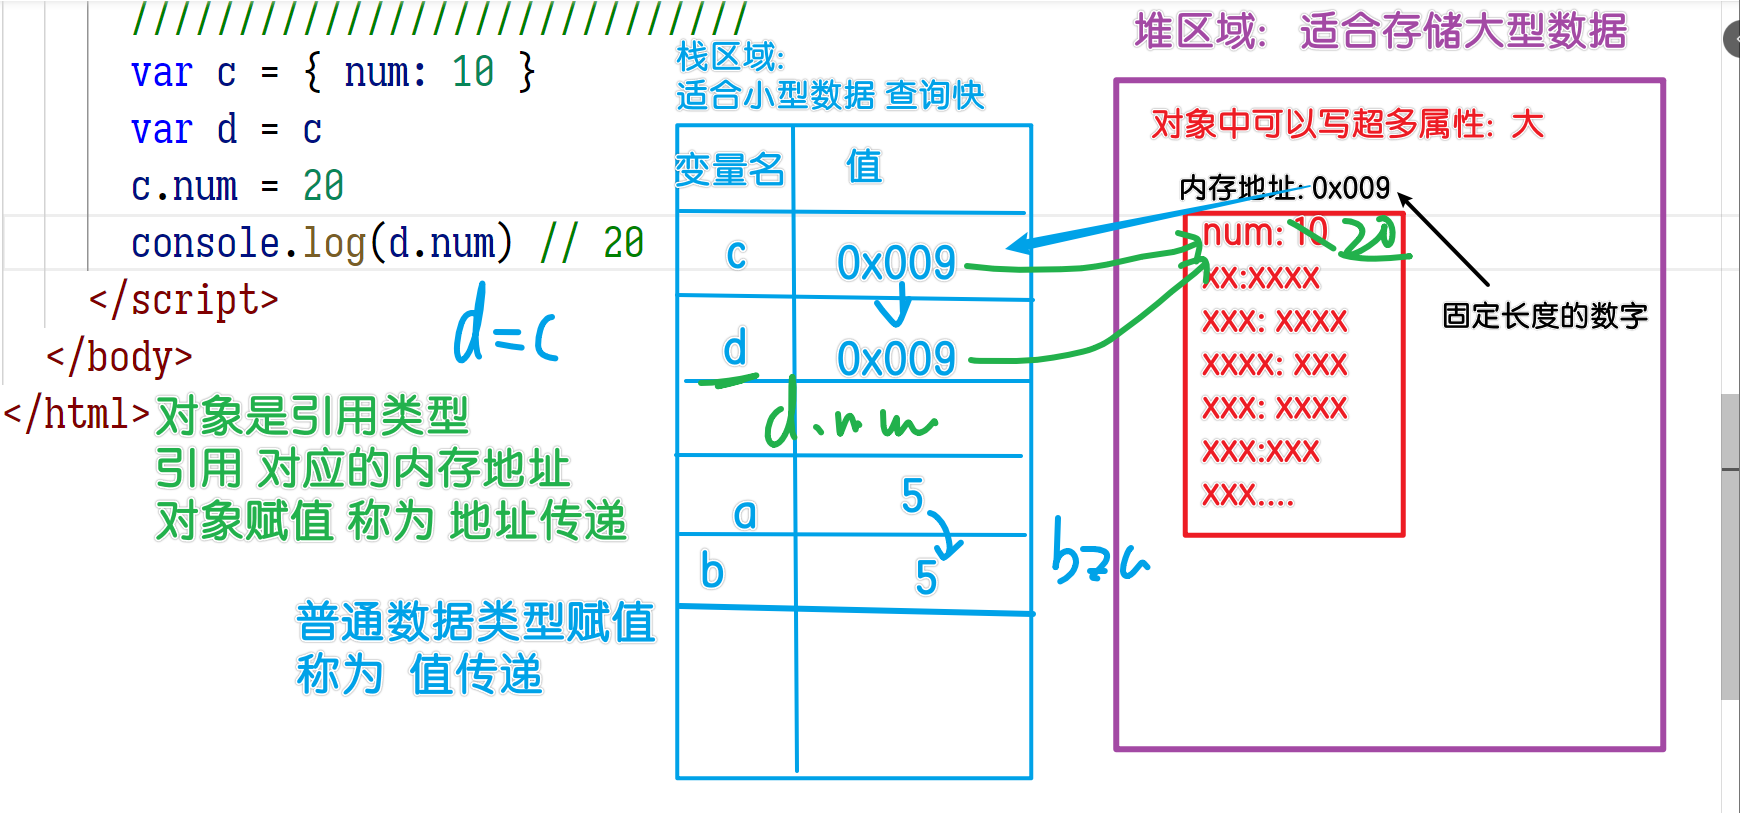 ////////////////////////////
var c = { num: 10 }
var d = c
c.num = 20
console.log(d.num) // 20
</script>
</body>
</html>
d=c
对象是引用类型
引用 对应的内存地址
对象赋值 称为 地址传递
普通数据类型赋值
称为 值传递
栈区域:
适合小型数据 查询快
变量名 值
c 0x009
d 0x009
d.num
a 5
b 5
b=a
堆区域: 适合存储大型数据
对象中可以写超多属性: 大
内存地址: 0x009
num: 10 20
xx:xxxx
xxx: xxxx
xxxx: xxx
xxx: xxxx
xxx:xxx
xxx....
固定长度的数字